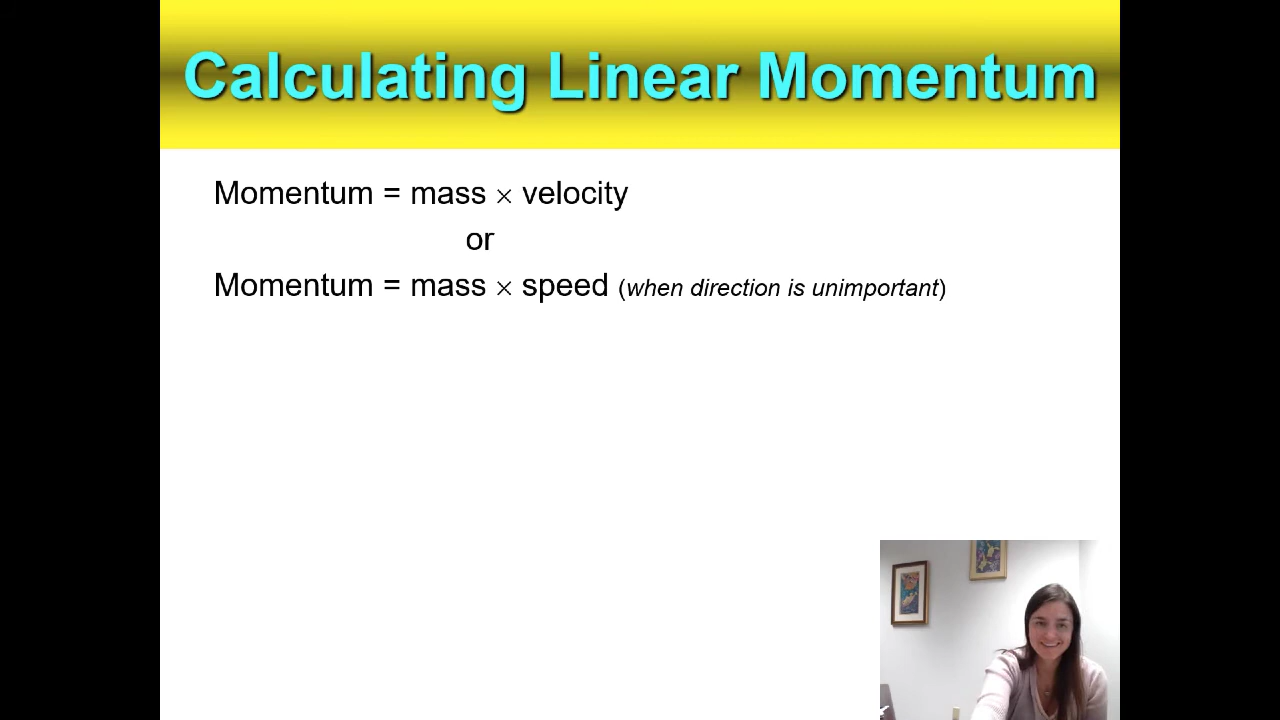 Calculating Linear Momentum
Momentum = mass × velocity
or
Momentum = mass × speed (when direction is unimportant)